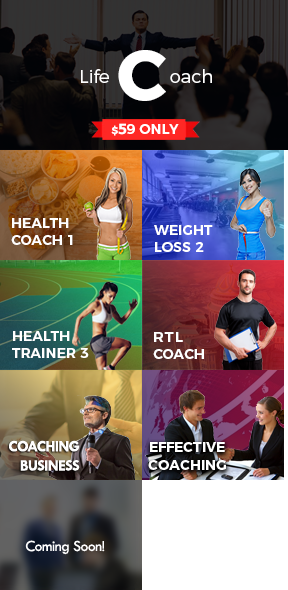 Life Coach
$59 ONLY
HEALTH
COACH 1
WEIGHT
LOSS 2
HEALTH
TRAINER 3
RTL
COACH
COACHING
BUSINESS
EFFECTIVE
COACHING
Coming Soon!